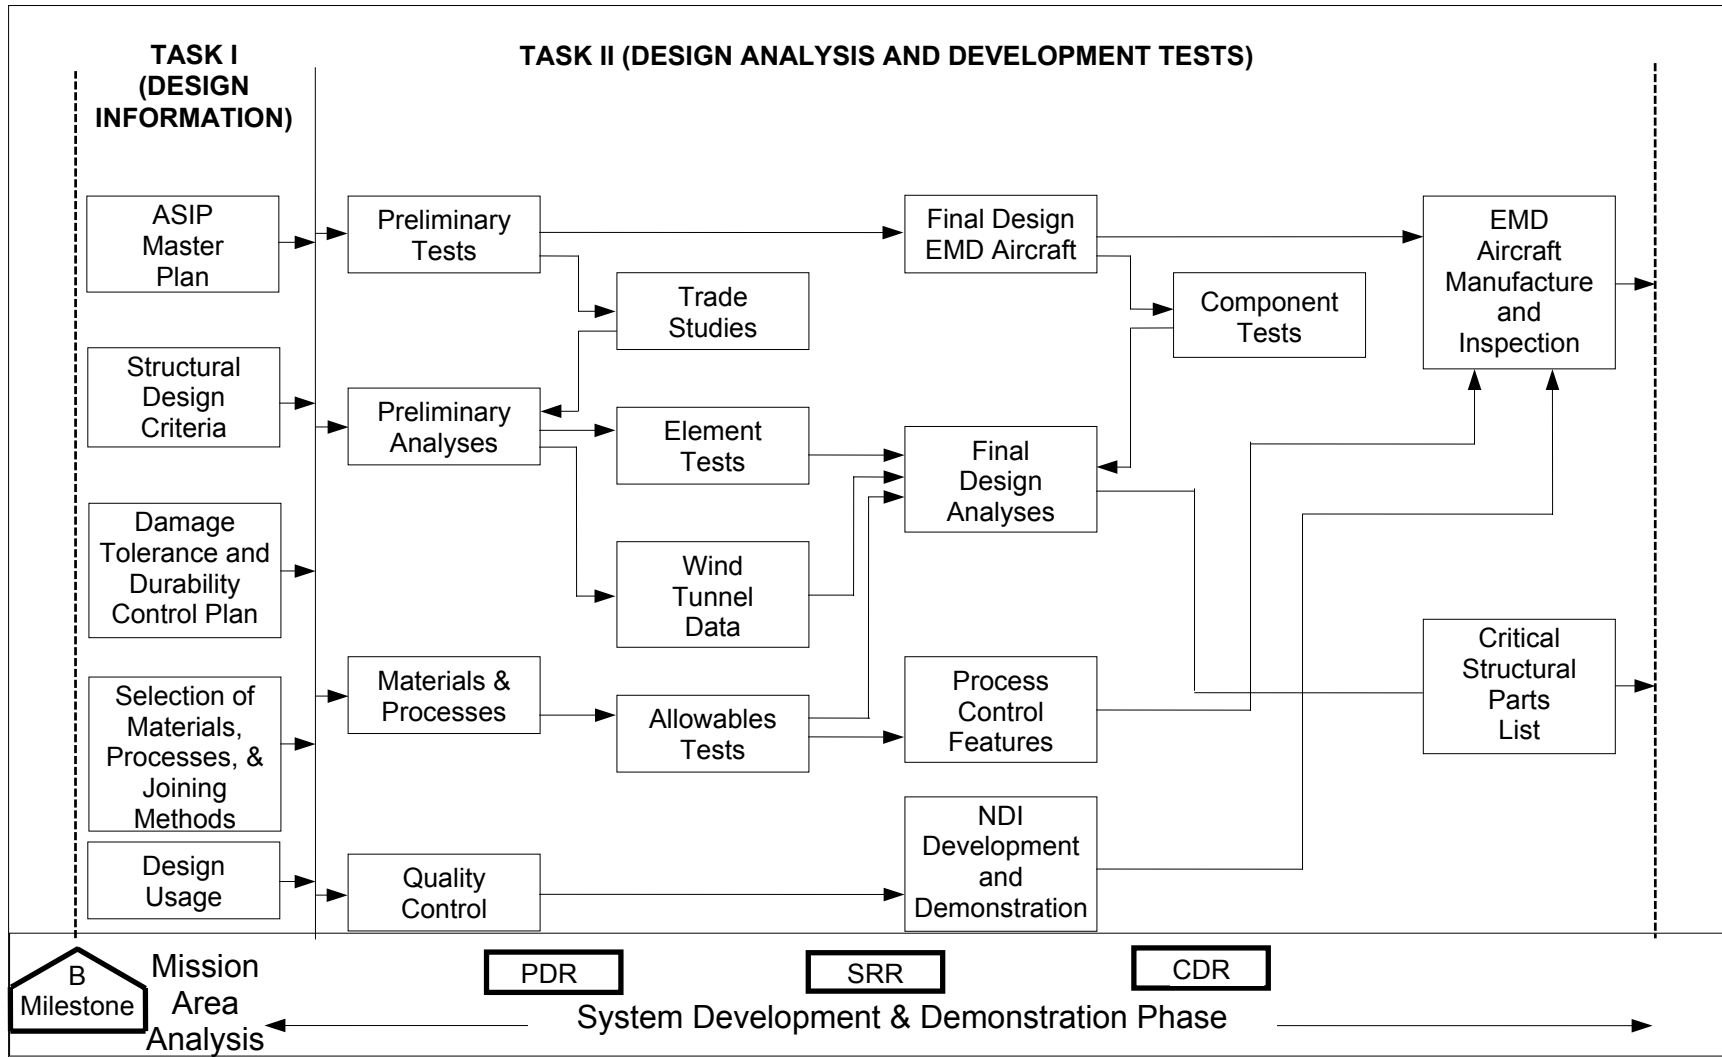 TASK I
(DESIGN
INFORMATION)
TASK II (DESIGN ANALYSIS AND DEVELOPMENT TESTS)
ASIP
Master
Plan
Structural
Design
Criteria
Damage
Tolerance and
Durability
Control Plan
Selection of
Materials,
Processes, &
Joining
Methods
Design
Usage
Preliminary
Tests
Trade
Studies
Preliminary
Analyses
Element
Tests
Wind
Tunnel
Data
Materials &
Processes
Allowables
Tests
Quality
Control
Final Design
EMD Aircraft
Component
Tests
Final
Design
Analyses
Process
Control
Features
NDI
Development
and
Demonstration
EMD
Aircraft
Manufacture
and
Inspection
Critical
Structural
Parts
List
B
Milestone
Mission
Area
Analysis
PDR
SRR
CDR
System Development & Demonstration Phase